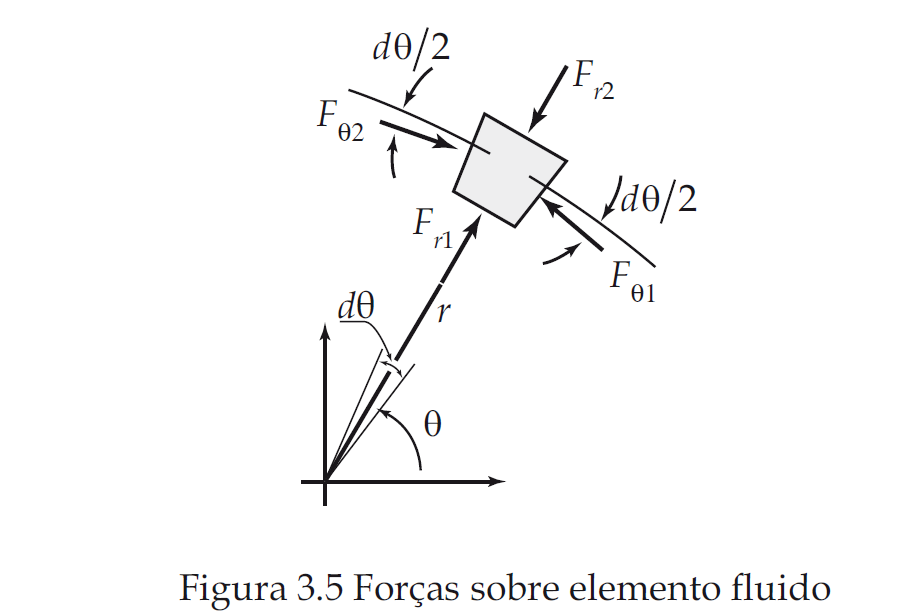 dθ/2
F_r2
F_θ2
dθ/2
F_r1
F_θ1
dθ
r
θ
Figura 3.5 Forças sobre elemento fluido